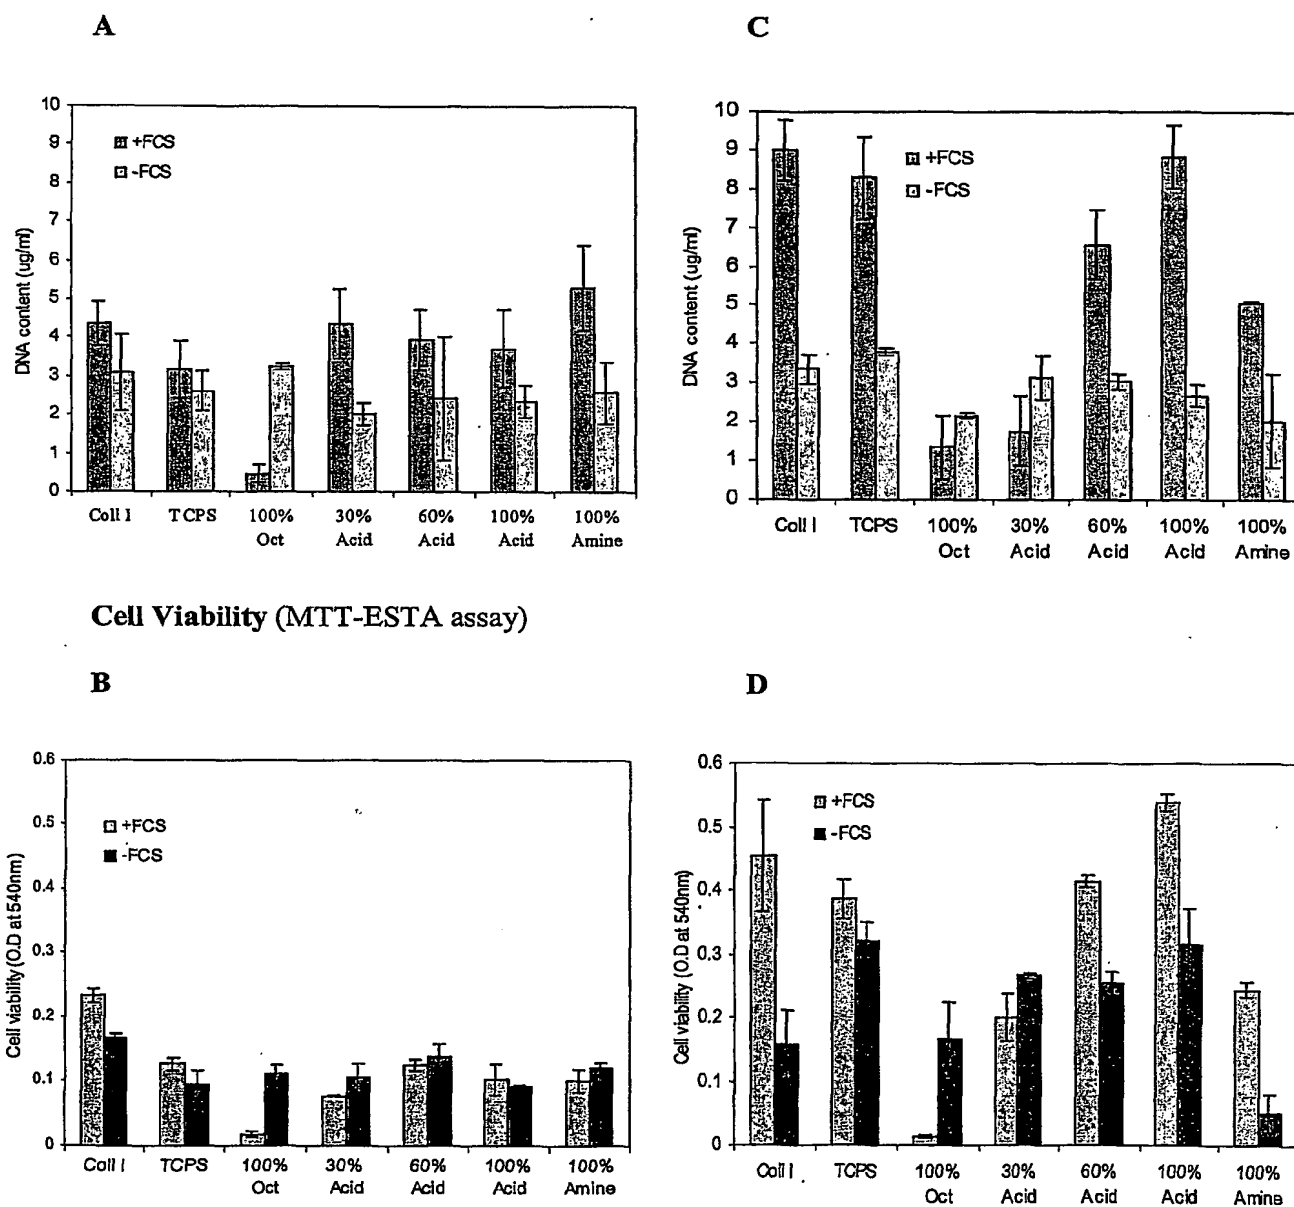 A
10
9
8
7
6
5
4
3
2
1
0
DNA content (ug/ml)
+FCS
-FCS
Coll I TCPS 100% 30% 60% 100% 100%
Oct Acid Acid Acid Amine
C
10
9
8
7
6
5
4
3
2
1
0
DNA content (ug/ml)
+FCS
-FCS
Coll I TCPS 100% 30% 60% 100% 100%
Oct Acid Acid Acid Amine
Cell Viability (MTT-ESTA assay)
B
0.6
0.5
0.4
0.3
0.2
0.1
0
Cell viability (O.D at 540nm)
+FCS
-FCS
Coll I TCPS 100% 30% 60% 100% 100%
Oct Acid Acid Acid Amine
D
0.6
0.5
0.4
0.3
0.2
0.1
0
Cell viability (O.D at 540nm)
+FCS
-FCS
Coll I TCPS 100% 30% 60% 100% 100%
Oct Acid Acid Acid Amine